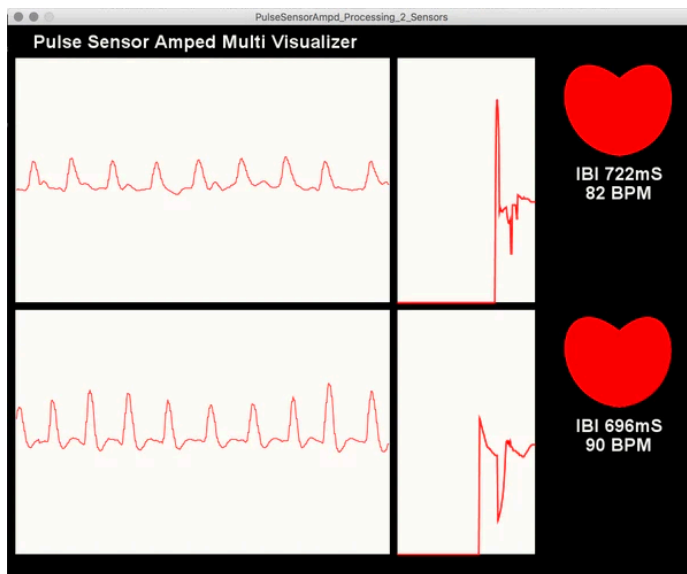 PulseSensorAmpd_Processing_2_Sensors
Pulse Sensor Amped Multi Visualizer
IBI 722mS
82 BPM
IBI 696mS
90 BPM